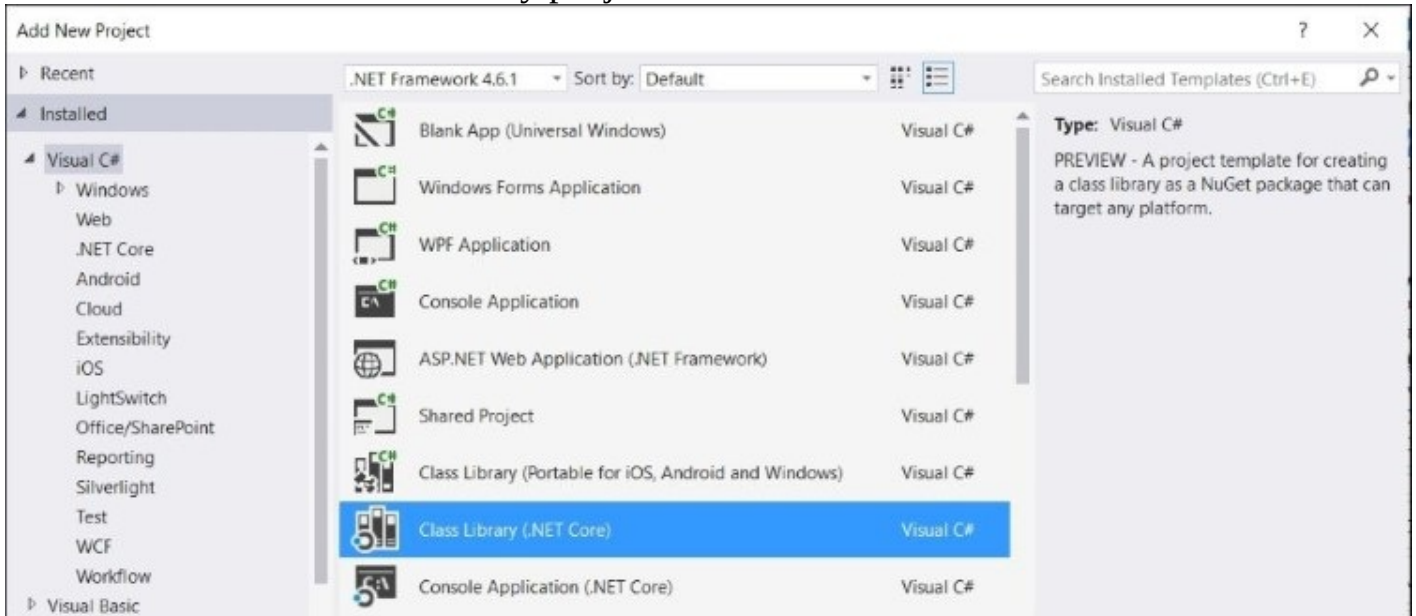 Add New Project
?
Recent
.NET Framework 4.6.1
Sort by: Default
Search Installed Templates (Ctrl+E)
Installed
Visual C#
Windows
Web
.NET Core
Android
Cloud
Extensibility
iOS
LightSwitch
Office/SharePoint
Reporting
Silverlight
Test
WCF
Workflow
Visual Basic
Blank App (Universal Windows) Visual C#
Windows Forms Application Visual C#
WPF Application Visual C#
Console Application Visual C#
ASP.NET Web Application (.NET Framework) Visual C#
Shared Project Visual C#
Class Library (Portable for iOS, Android and Windows) Visual C#
Class Library (.NET Core) Visual C#
Console Application (.NET Core) Visual C#
Type: Visual C#
PREVIEW - A project template for creating
a class library as a NuGet package that can
target any platform.